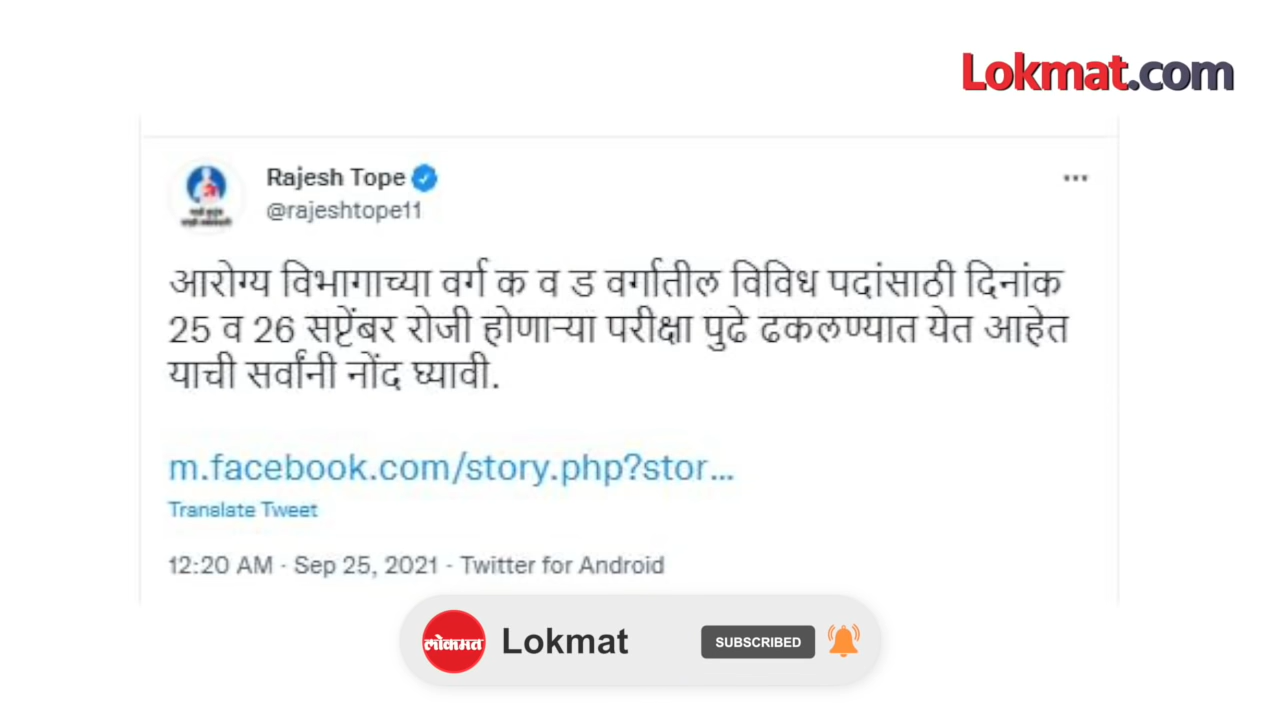 Lokmat.com
Rajesh Tope
@rajeshtope11
आरोग्य विभागाच्या वर्ग क व ड वर्गातील विविध पदांसाठी दिनांक
25 व 26 सप्टेंबर रोजी होणाऱ्या परीक्षा पुढे ढकलण्यात येत आहेत
याची सर्वांनी नोंद घ्यावी.
m.facebook.com/story.php?stor...
Translate Tweet
12:20 AM · Sep 25, 2021 · Twitter for Android
लोकमत Lokmat SUBSCRIBED